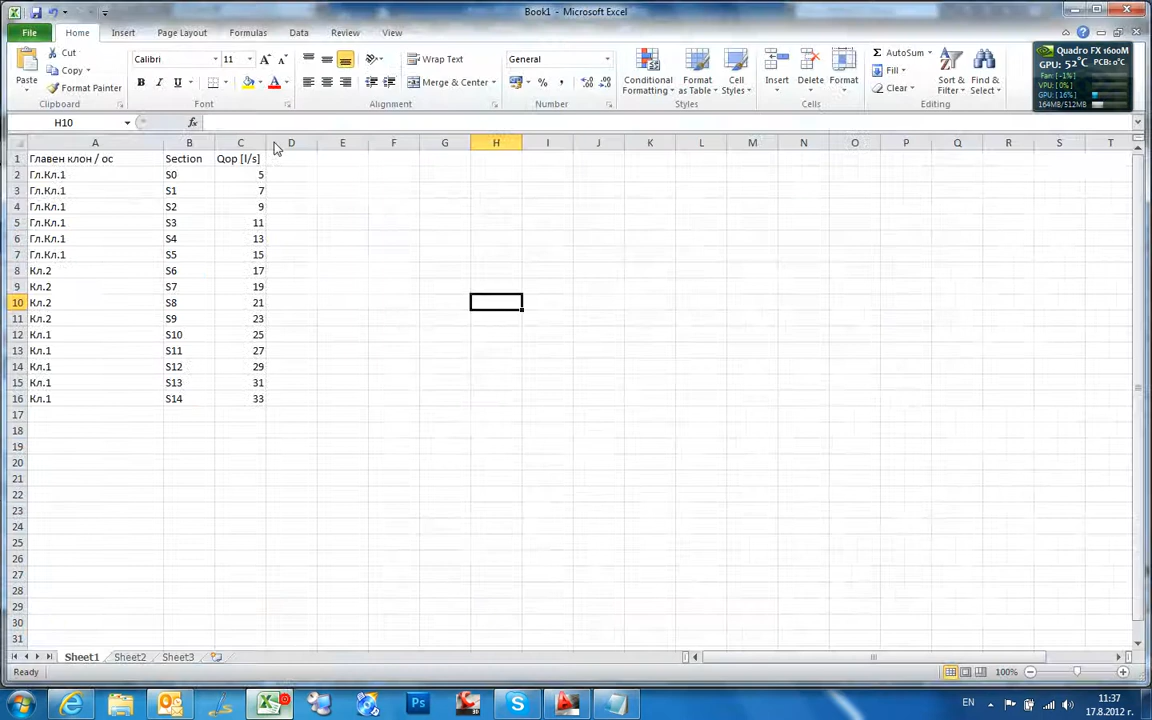 Book1 - Microsoft Excel
File Home Insert Page Layout Formulas Data Review View
Paste
Cut
Copy
Format Painter
Clipboard
Calibri 11
B I U
Font
Wrap Text
Merge & Center
Alignment
General
% ,
Number
Conditional Formatting
Format as Table
Cell Styles
Styles
Insert
Delete
Format
Cells
AutoSum
Fill
Clear
Sort & Filter
Find & Select
Editing
Quadro FX 1600M
GPU: 52°C PCB: 0°C
Fan: [-1%]
VPU: [0%]
GPU: [16%]
164MB/512MB
H10 fx
A B C D E F G H I J K L M N O P Q R S T
1 Главен клон / ос Section Qор [l/s]
2 Гл.Кл.1 S0 5
3 Гл.Кл.1 S1 7
4 Гл.Кл.1 S2 9
5 Гл.Кл.1 S3 11
6 Гл.Кл.1 S4 13
7 Гл.Кл.1 S5 15
8 Кл.2 S6 17
9 Кл.2 S7 19
10 Кл.2 S8 21
11 Кл.2 S9 23
12 Кл.1 S10 25
13 Кл.1 S11 27
14 Кл.1 S12 29
15 Кл.1 S13 31
16 Кл.1 S14 33
17
18
19
20
21
22
23
24
25
26
27
28
29
30
31
Sheet1 Sheet2 Sheet3
Ready 100%
Ps
EN
11:37
17.8.2012 г.